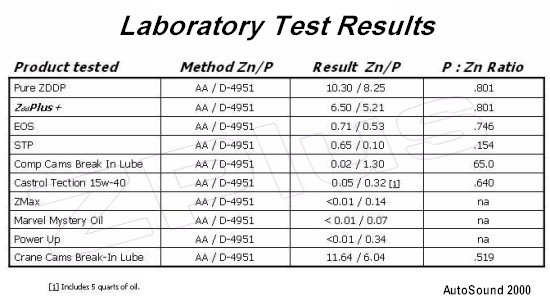 Laboratory Test Results
Product tested Method Zn/P Result Zn/P P : Zn Ratio
Pure ZDDP AA / D-4951 10.30 / 8.25 .801
ZddPlus + AA / D-4951 6.50 / 5.21 .801
EOS AA / D-4951 0.71 / 0.53 .746
STP AA / D-4951 0.65 / 0.10 .154
Comp Cams Break In Lube AA / D-4951 0.02 / 1.30 65.0
Castrol Tection 15w-40 AA / D-4951 0.05 / 0.32 [1] .640
ZMax AA / D-4951 <0.01 / 0.14 na
Marvel Mystery Oil AA / D-4951 < 0.01 / 0.07 na
Power Up AA / D-4951 <0.01 / 0.34 na
Crane Cams Break-In Lube AA / D-4951 11.64 / 6.04 .519
[1] Includes 5 quarts of oil.
AutoSound 2000
ZPlus